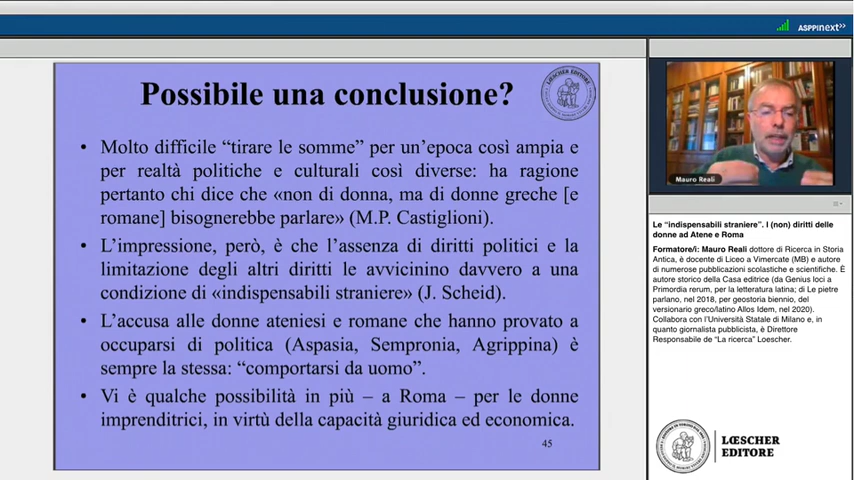 ASPPInext>>
Possibile una conclusione?
• Molto difficile “tirare le somme” per un’epoca così ampia e
per realtà politiche e culturali così diverse: ha ragione
pertanto chi dice che «non di donna, ma di donne greche [e
romane] bisognerebbe parlare» (M.P. Castiglioni).
• L’impressione, però, è che l’assenza di diritti politici e la
limitazione degli altri diritti le avvicinino davvero a una
condizione di «indispensabili straniere» (J. Scheid).
• L’accusa alle donne ateniesi e romane che hanno provato a
occuparsi di politica (Aspasia, Sempronia, Agrippina) è
sempre la stessa: “comportarsi da uomo”.
• Vi è qualche possibilità in più – a Roma – per le donne
imprenditrici, in virtù della capacità giuridica ed economica.
45
Mauro Reali
Le “indispensabili straniere”. I (non) diritti delle
donne ad Atene e Roma
Formatore/i: Mauro Reali dottore di Ricerca in Storia
Antica, è docente di Liceo a Vimercate (MB) e autore
di numerose pubblicazioni scolastiche e scientifiche. È
autore storico della Casa editrice (da Genius loci a
Primordia rerum, per la letteratura latina; di Le pietre
parlano, nel 2018, per geostoria biennio, del
versionario greco/latino Allos Idem, nel 2020).
Collabora con l’Università Statale di Milano e, in
quanto giornalista pubblicista, è Direttore
Responsabile de “La ricerca” Loescher.
LŒSCHER
EDITORE